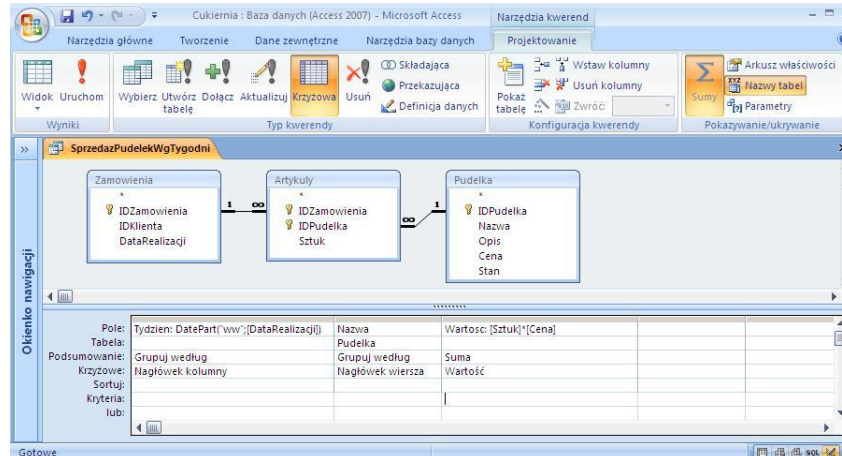 Cukiernia : Baza danych (Access 2007) - Microsoft Access
Narzędzia kwerend
Narzędzia główne Tworzenie Dane zewnętrzne Narzędzia bazy danych Projektowanie
Widok Uruchom
Wyniki
Wybierz Utwórz tabelę Dołącz Aktualizuj Krzyżowa Usuń
Składająca
Przekazująca
Definicja danych
Typ kwerendy
Pokaż tabelę
Wstaw kolumny
Usuń kolumny
Zwróć:
Konfiguracja kwerendy
Sumy
Arkusz właściwości
XYZ Nazwy tabel
Parametry
Pokazywanie/ukrywanie
»
SprzedazPudelekWgTygodni
Okienko nawigacji
Zamowienia
*
IDZamowienia
IDKlienta
DataRealizacji
1 ∞
Artykuly
*
IDZamowienia
IDPudelka
Sztuk
∞ 1
Pudelka
*
IDPudelka
Nazwa
Opis
Cena
Stan
Pole: Tydzien: DatePart("ww";[DataRealizacji]) Nazwa Wartosc: [Sztuk]*[Cena]
Tabela: Pudelka
Podsumowanie: Grupuj według Grupuj według Suma
Krzyżowe: Nagłówek kolumny Nagłówek wiersza Wartość
Sortuj:
Kryteria:
lub:
Gotowe
SQL